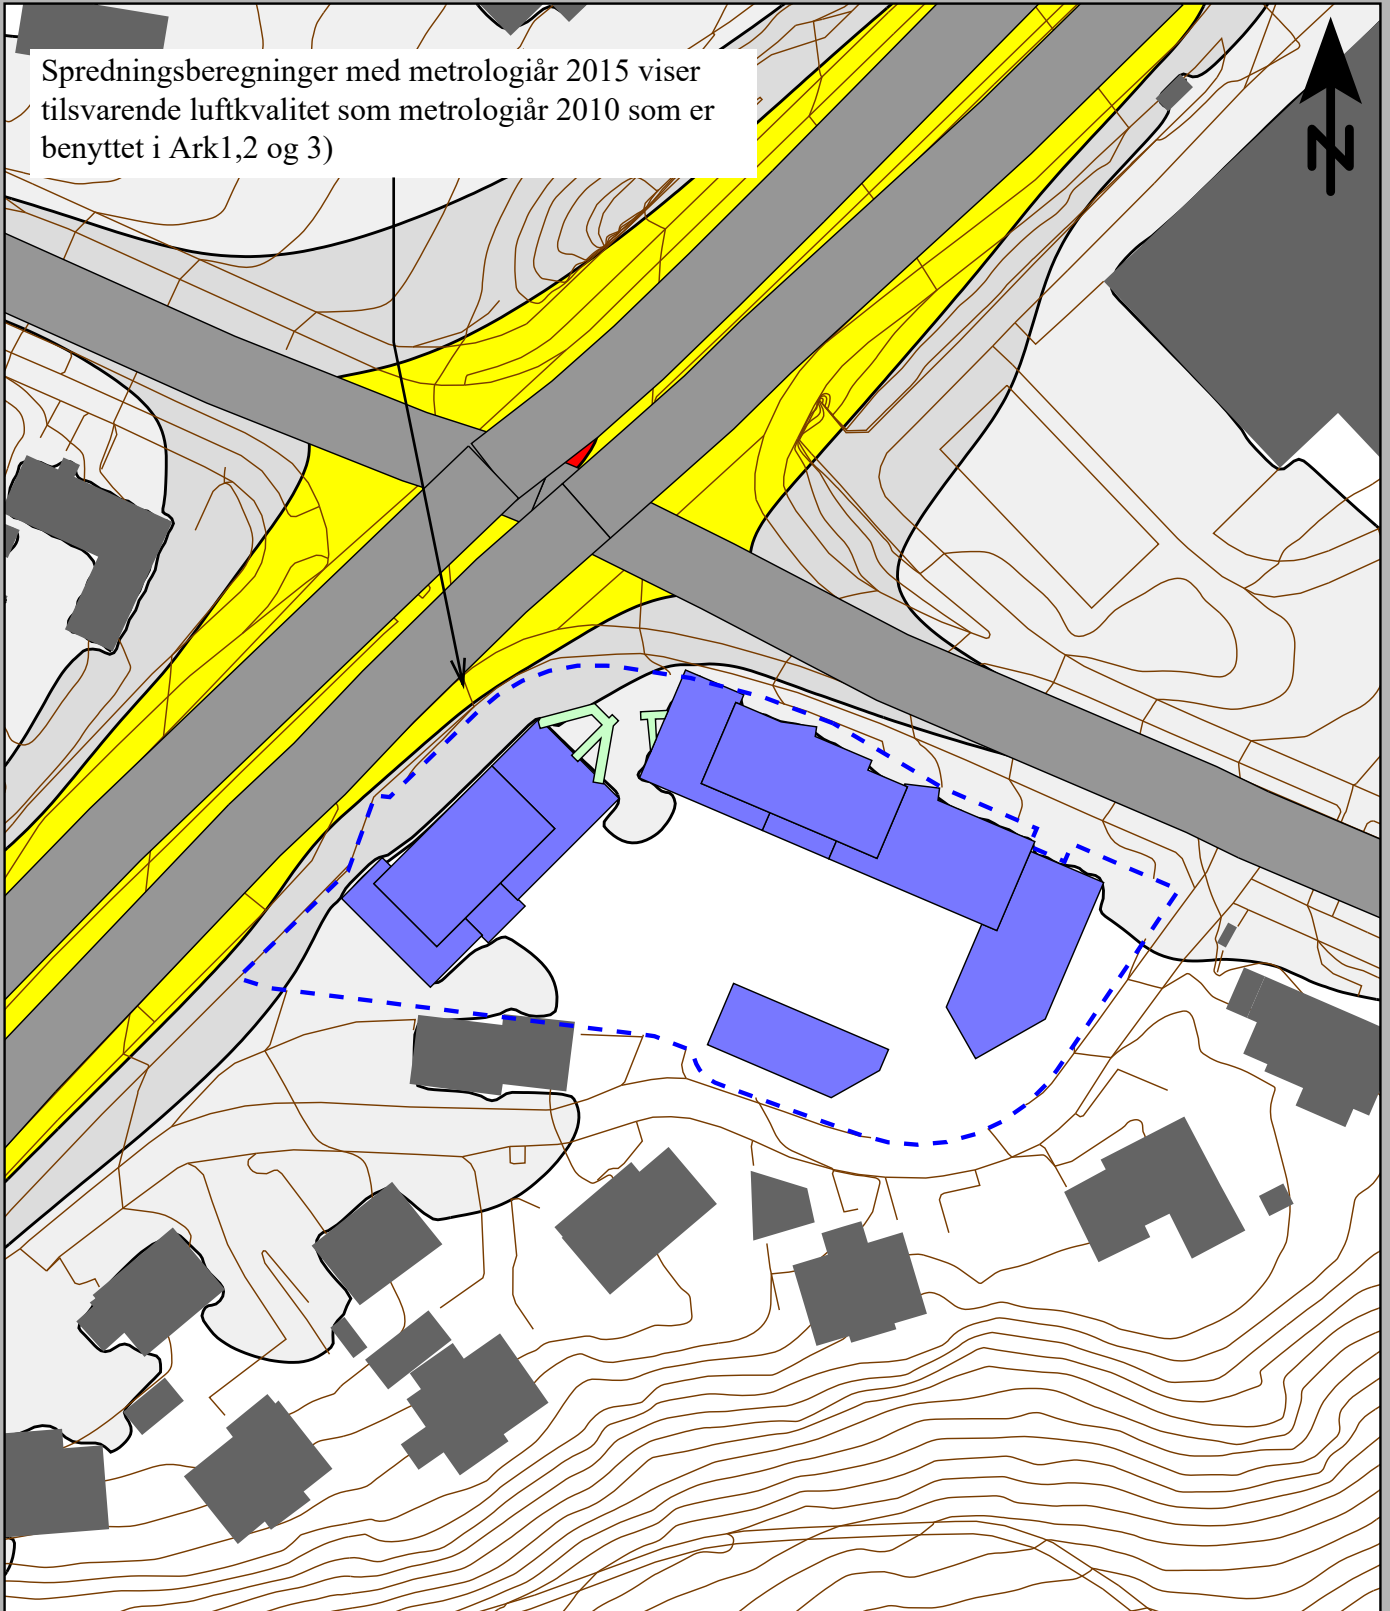 Spredningsberegninger med metrologiår 2015 viser
tilsvarende luftkvalitet som metrologiår 2010 som er
benyttet i Ark1,2 og 3)
N